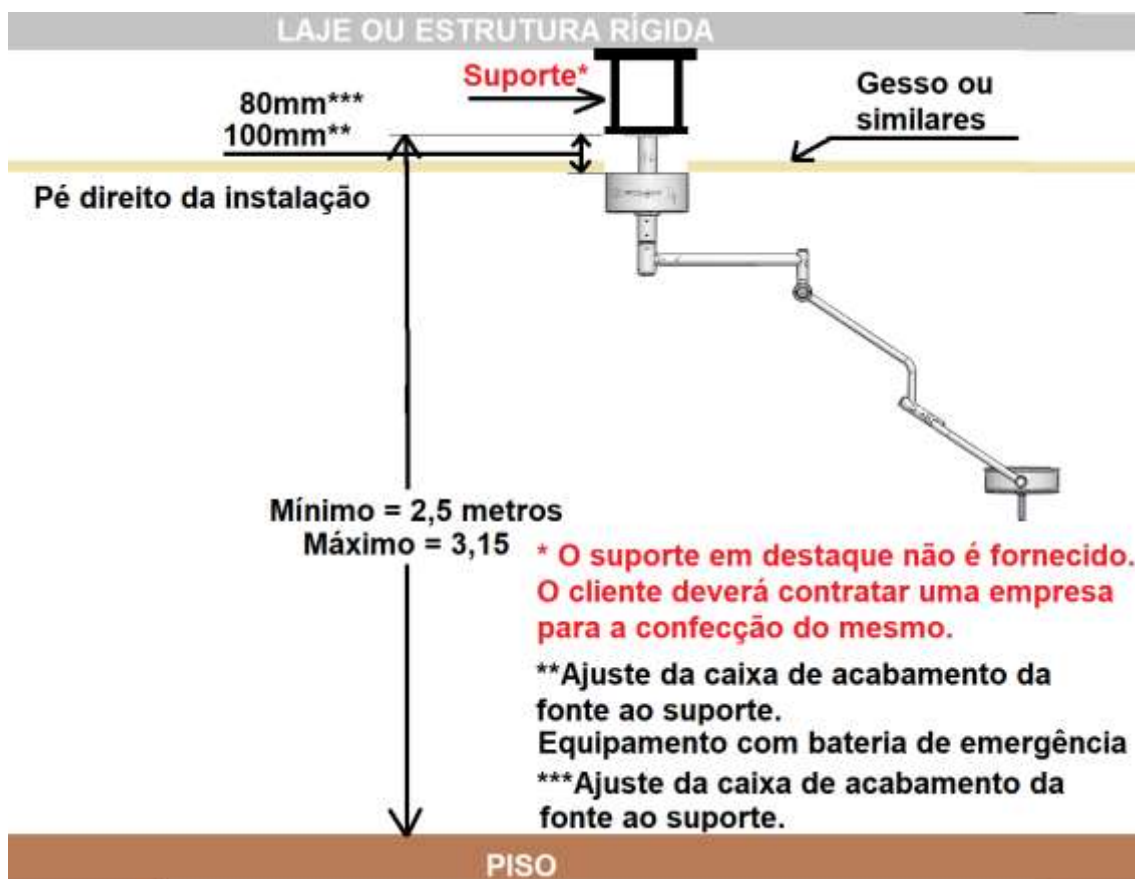 LAJE OU ESTRUTURA RÍGIDA
Suporte*
80mm***
100mm**
Gesso ou
similares
Pé direito da instalação
Mínimo = 2,5 metros
Máximo = 3,15
* O suporte em destaque não é fornecido.
O cliente deverá contratar uma empresa
para a confecção do mesmo.
**Ajuste da caixa de acabamento da
fonte ao suporte.
Equipamento com bateria de emergência
***Ajuste da caixa de acabamento da
fonte ao suporte.
PISO